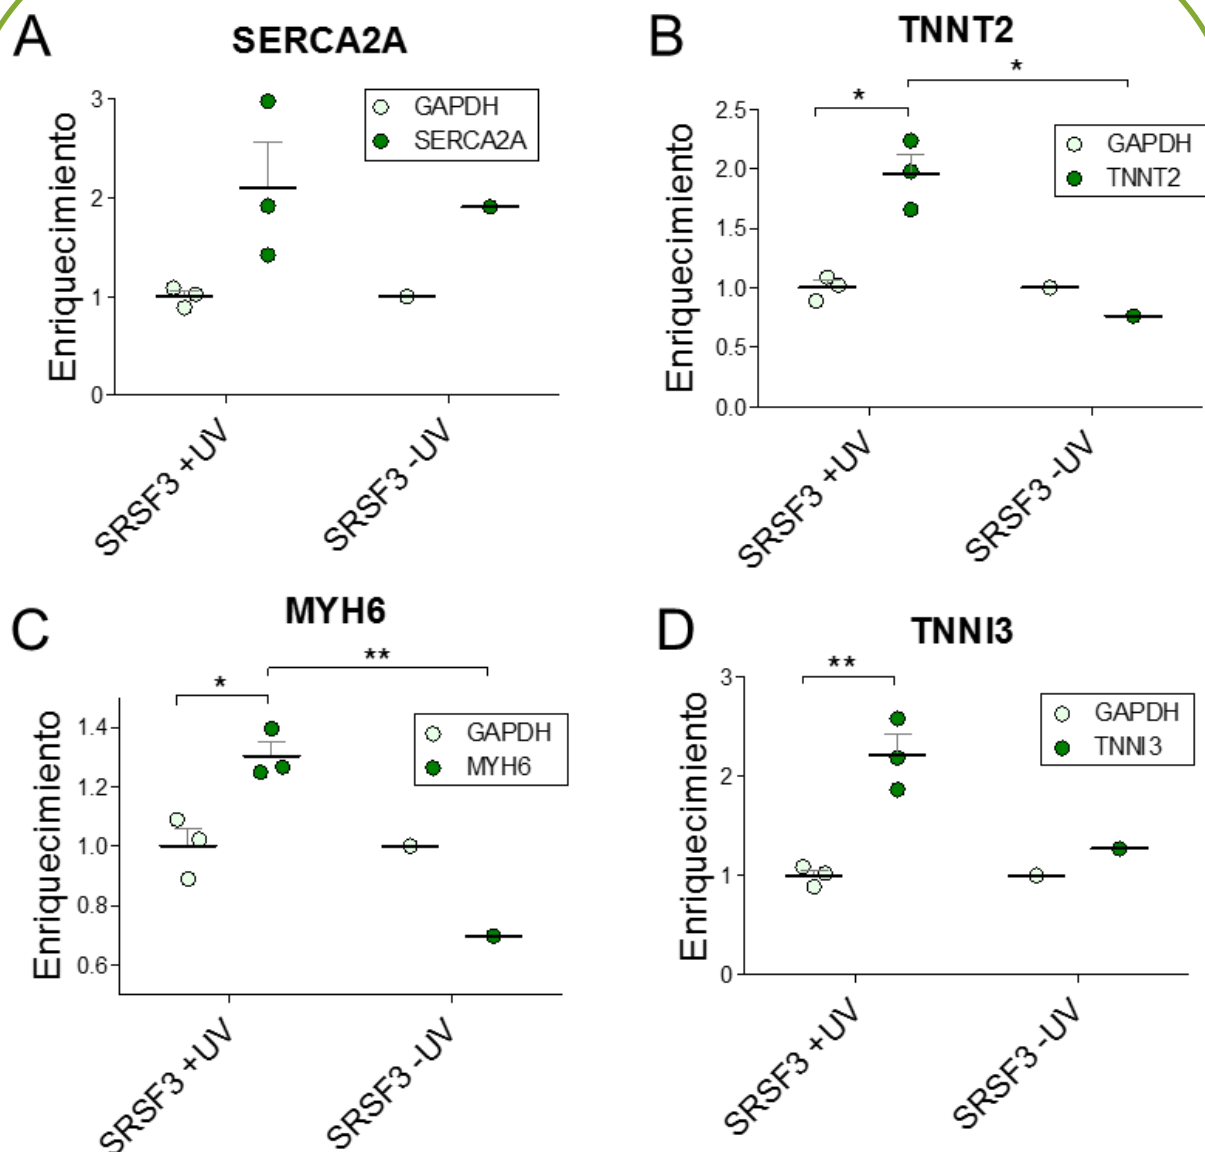 A
SERCA2A
Enriquecimiento
3
2
1
0
GAPDH
SERCA2A
SRSF3 +UV
SRSF3 -UV
B
TNNT2
*
*
Enriquecimiento
2.5
2.0
1.5
1.0
0.5
0.0
GAPDH
TNNT2
SRSF3 +UV
SRSF3 -UV
C
MYH6
**
*
Enriquecimiento
1.4
1.2
1.0
0.8
0.6
GAPDH
MYH6
SRSF3 +UV
SRSF3 -UV
D
TNNI3
**
Enriquecimiento
3
2
1
0
GAPDH
TNNI3
SRSF3 +UV
SRSF3 -UV